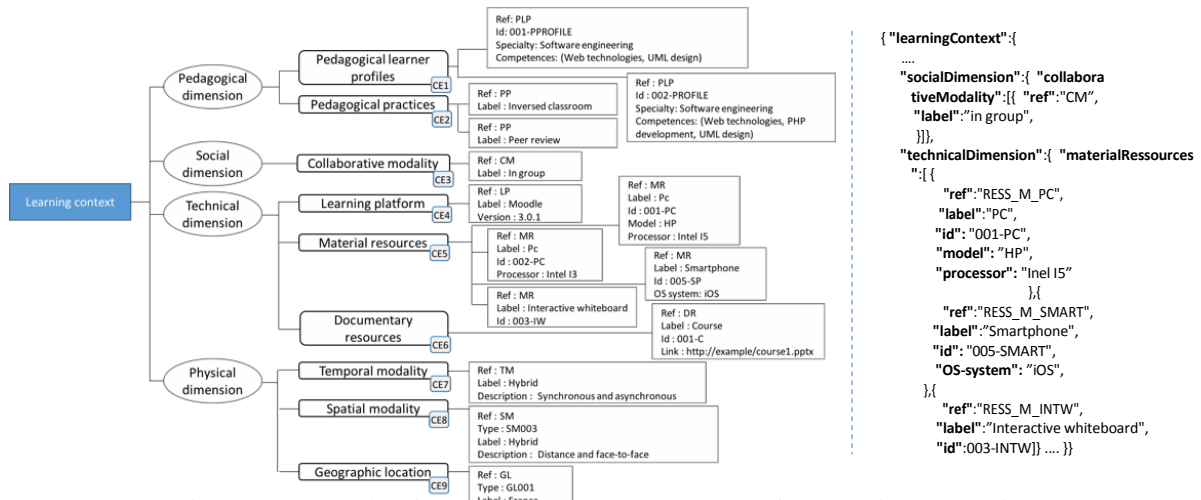 Learning context
Pedagogical
dimension
Pedagogical learner
profiles
CE1
Ref: PLP
Id: 001-PPROFILE
Specialty: Software engineering
Competences: (Web technologies, UML design)
Ref : PLP
Id : 002-PROFILE
Specialty: Software engineering
Competences: (Web technologies, PHP
development, UML design)
Pedagogical practices
CE2
Ref : PP
Label : Inversed classroom
Ref : PP
Label : Peer review
Social
dimension
Collaborative modality
CE3
Ref : CM
Label : In group
Technical
dimension
Learning platform
CE4
Ref : LP
Label : Moodle
Version : 3.0.1
Material resources
CE5
Ref : MR
Label : Pc
Id : 001-PC
Model : HP
Processor : Intel I5
Ref : MR
Label : Pc
Id : 002-PC
Processor : Intel I3
Ref : MR
Label : Smartphone
Id : 005-SP
OS system: iOS
Ref : MR
Label : Interactive whiteboard
Id : 003-IW
Documentary
resources
CE6
Ref : DR
Label : Course
Id : 001-C
Link : http://example/course1.pptx
Physical
dimension
Temporal modality
CE7
Ref : TM
Label : Hybrid
Description :  Synchronous and asynchronous
Spatial modality
CE8
Ref : SM
Type : SM003
Label : Hybrid
Description :  Distance and face-to-face
Geographic location
CE9
Ref : GL
Type : GL001
Label : France
{ "learningContext":{
....
"socialDimension":{  "collabora
tiveModality":[{  "ref":"CM”,
"label":”in group",
}]},
"technicalDimension":{  "materialRessources
":[ {
"ref":"RESS_M_PC",
"label":"PC",
"id": "001-PC",
"model": ”HP",
"processor": "Inel I5”
},{
"ref":"RESS_M_SMART",
"label":”Smartphone",
"id": "005-SMART",
"OS-system": ”iOS",
},{
"ref":"RESS_M_INTW",
"label":”Interactive whiteboard",
"id":003-INTW]} .... }}